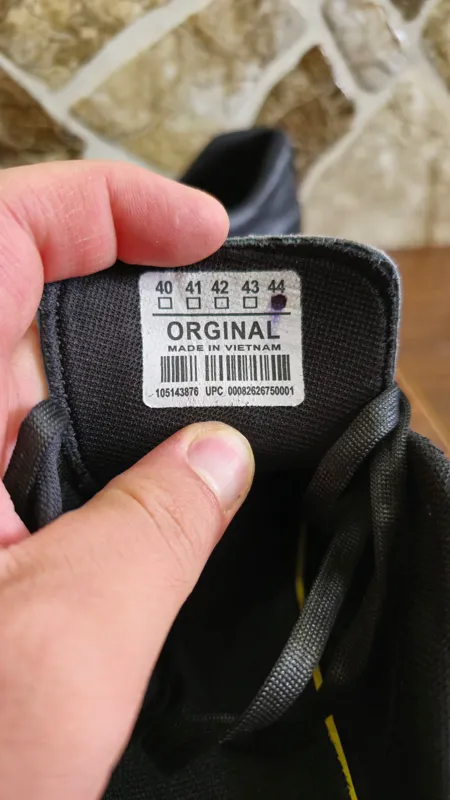 40 41 42 43 44
ORGINAL
MADE IN VIETNAM
105143876 UPC 00082626750001